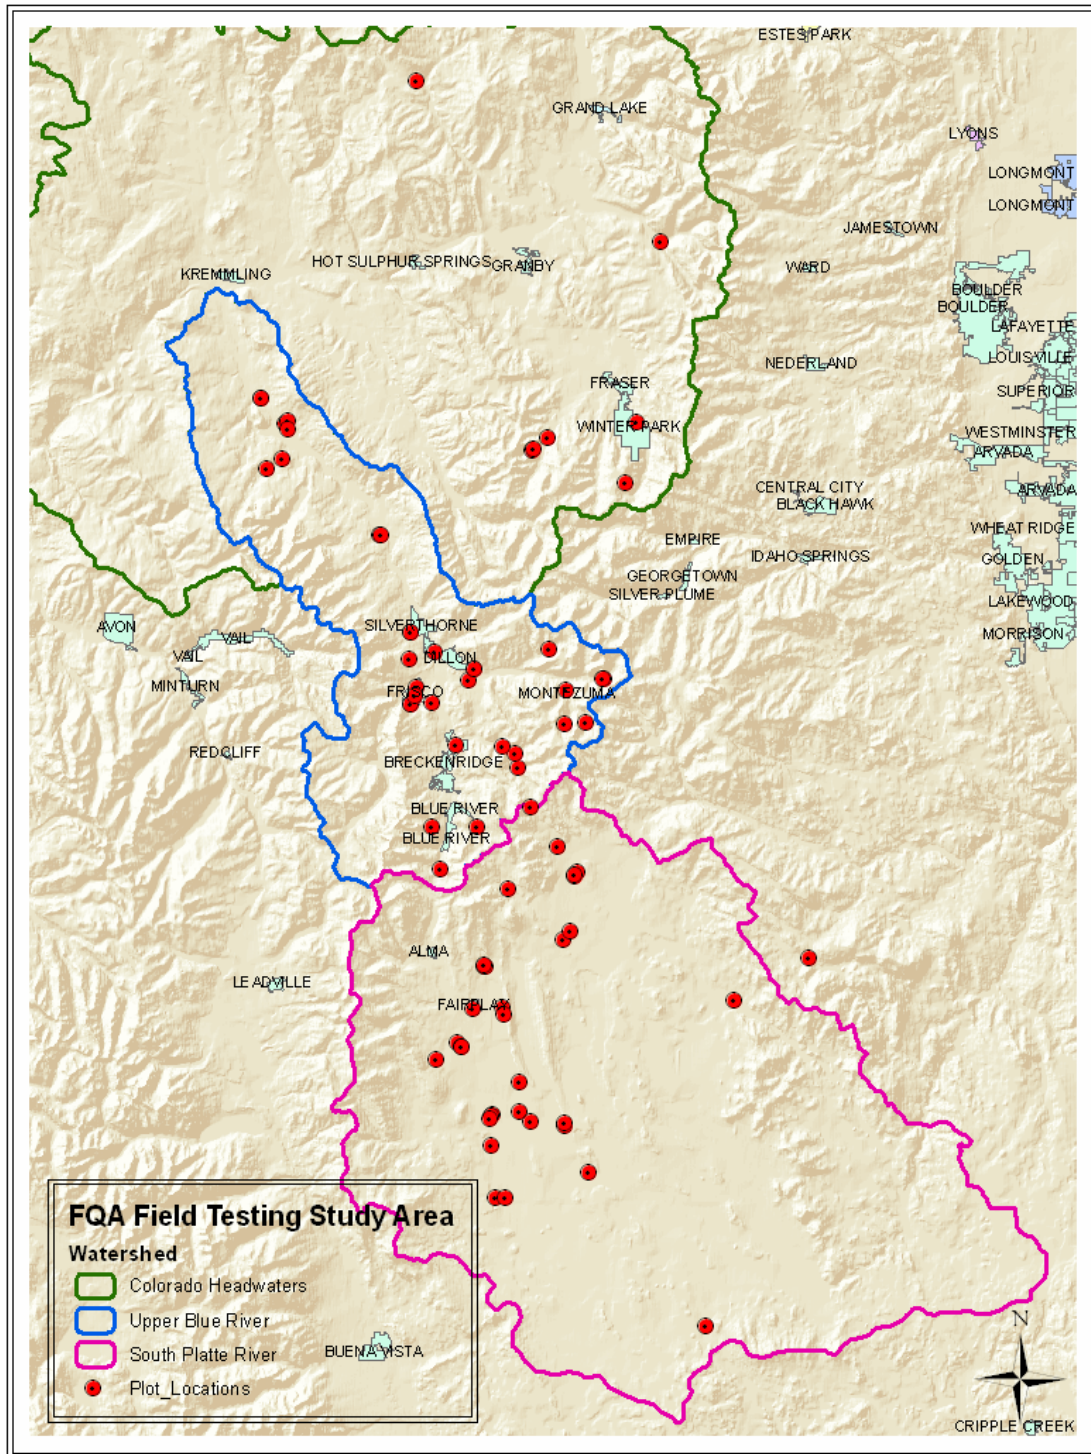 ESTES PARK
GRAND LAKE
LYONS
LONGMONT
LONGMONT
JAMESTOWN
HOT SULPHUR SPRINGS
GRANBY
WARD
KREMMLING
BOULDER
BOULDER
LAFAYETTE
LOUISVILLE
NEDERLAND
FRASER
SUPERIOR
WINTER PARK
WESTMINSTER
ARVADA
CENTRAL CITY
ARVADA
BLACK HAWK
WHEAT RIDGE
EMPIRE
IDAHO SPRINGS
GOLDEN
GEORGETOWN
SILVER PLUME
LAKEWOOD
AVON
SILVERTHORNE
MORRISON
VAIL
VAIL
DILLON
MINTURN
FRISCO
MONTEZUMA
REDCLIFF
BRECKENRIDGE
BLUE RIVER
BLUE RIVER
ALMA
LEADVILLE
FAIRPLAY
FQA Field Testing Study Area
Watershed
Colorado Headwaters
Upper Blue River
South Platte River
BUENA VISTA
Plot_Locations
N
CRIPPLE CREEK